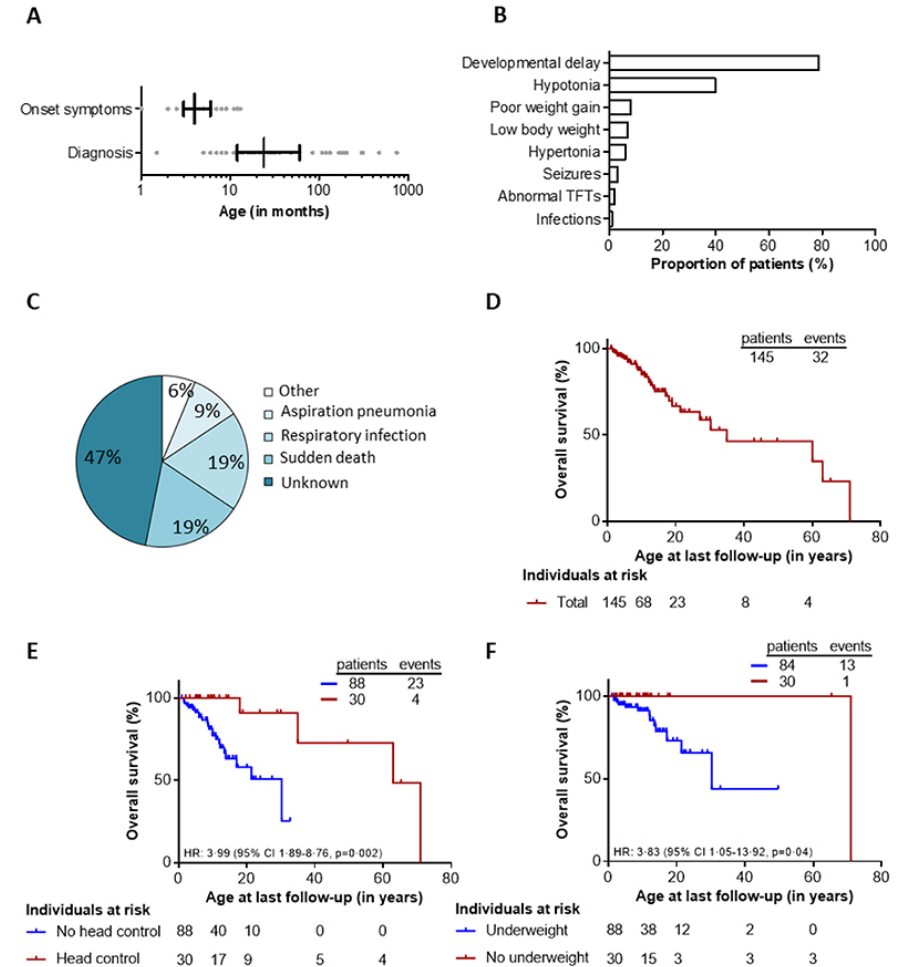 A
Onset symptoms
Diagnosis
1 10 100 1000
Age (in months)
B
Developmental delay
Hypotonia
Poor weight gain
Low body weight
Hypertonia
Seizures
Abnormal TFTs
Infections
0 20 40 60 80 100
Proportion of patients (%)
C
6%
9%
19%
19%
47%
Other
Aspiration pneumonia
Respiratory infection
Sudden death
Unknown
D
patients events
145 32
100
50
0
Overall survival (%)
0 20 40 60 80
Age at last follow-up (in years)
Individuals at risk
Total 145 68 23 8 4
E
patients events
88 23
30 4
100
50
0
Overall survival (%)
HR: 3·99 (95% CI 1·89-8·76, p=0·002)
0 20 40 60 80
Age at last follow-up (in years)
Individuals at risk
No head control 88 40 10 0 0
Head control 30 17 9 5 4
F
patients events
84 13
30 1
100
50
0
Overall survival (%)
HR: 3·83 (95% CI 1·05-13·92, p=0·04)
0 20 40 60 80
Age at last follow-up (in years)
Individuals at risk
Underweight 88 38 12 2 0
No underweight 30 15 3 3 3